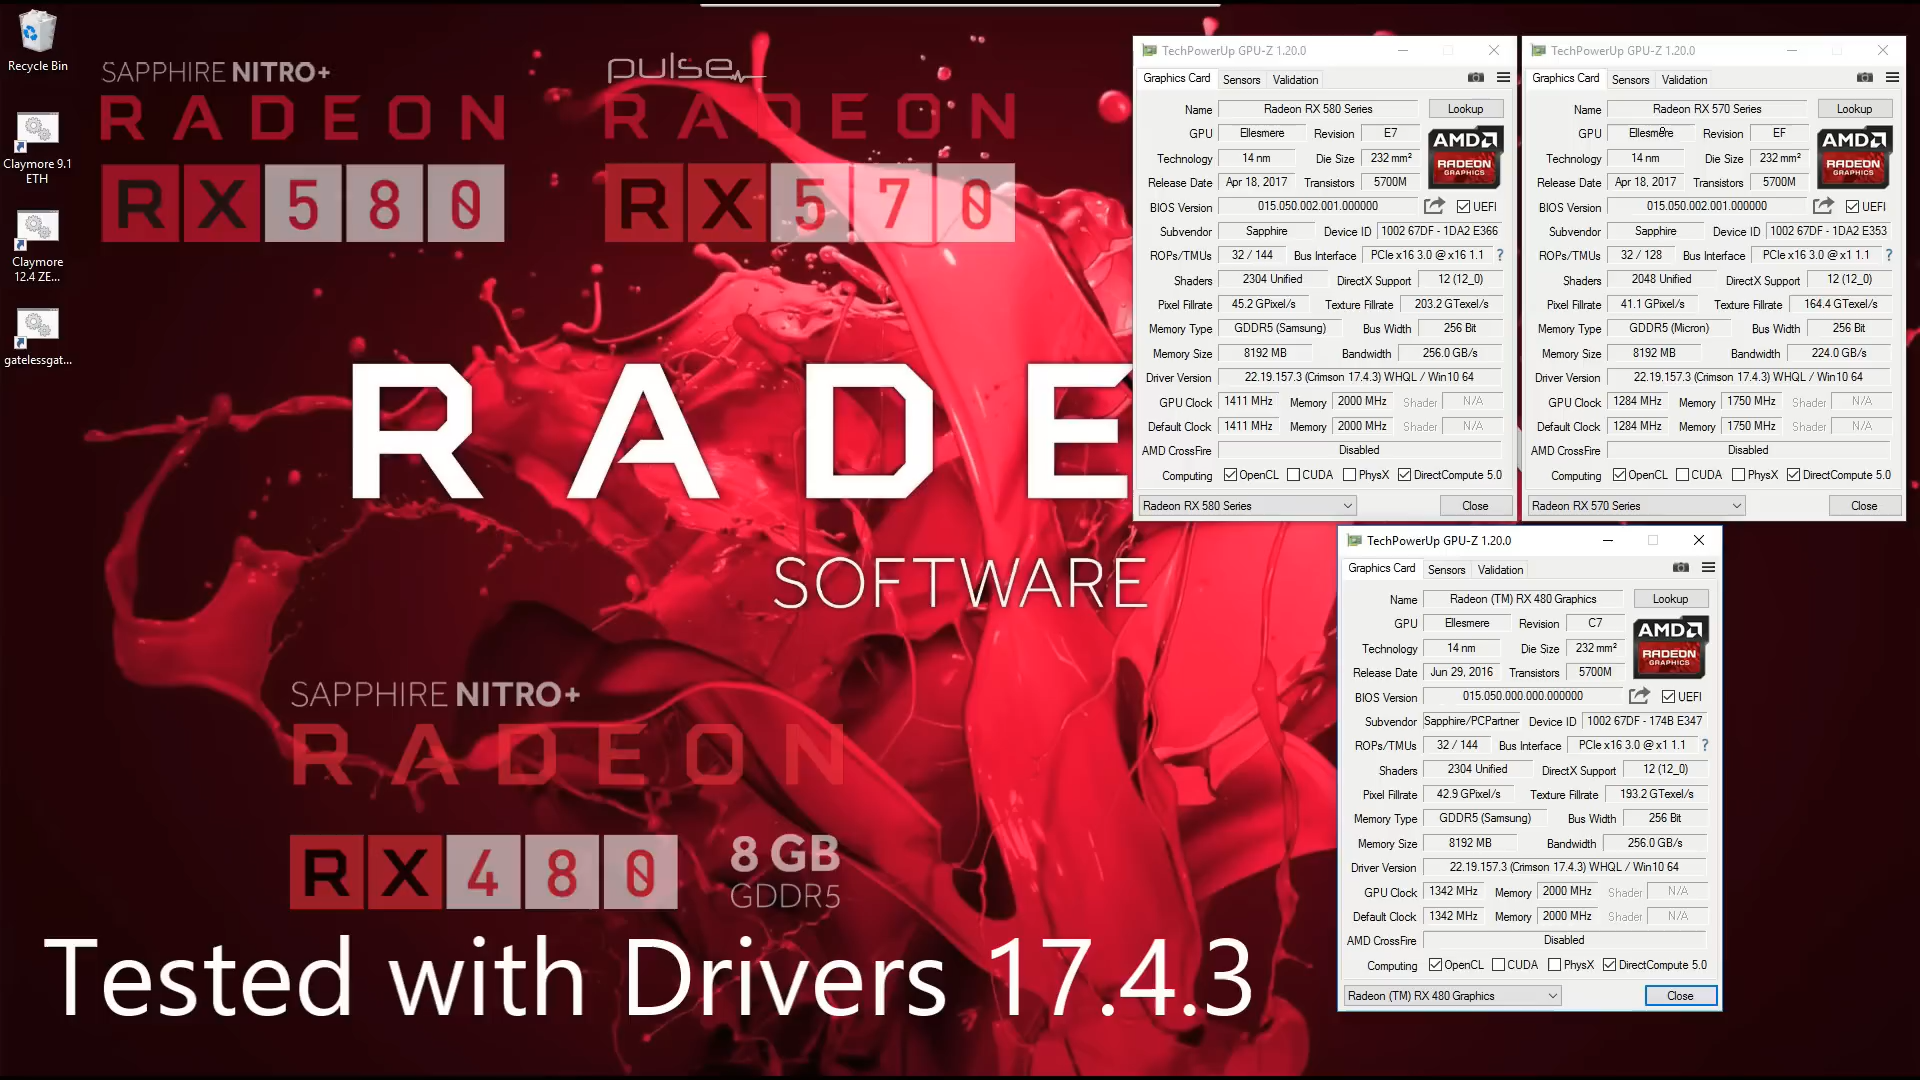 Recycle Bin
Claymore 9.1
ETH
Claymore
12.4 ZE...
gatelessgat...
SAPPHIRE NITRO+
RADEON
RX 580
pulse
RADEON
RX 570
RADE
SOFTWARE
SAPPHIRE NITRO+
RADEON
RX 480
8 GB
GDDR5
Tested with Drivers 17.4.3
TechPowerUp GPU-Z 1.20.0
Graphics Card Sensors Validation
Name Radeon RX 580 Series Lookup
GPU Ellesmere Revision E7
AMD
RADEON
GRAPHICS
Technology 14 nm Die Size 232 mm²
Release Date Apr 18, 2017 Transistors 5700M
BIOS Version 015.050.002.001.000000 UEFI
Subvendor Sapphire Device ID 1002 67DF - 1DA2 E366
ROPs/TMUs 32 / 144 Bus Interface PCIe x16 3.0 @ x16 1.1 ?
Shaders 2304 Unified DirectX Support 12 (12_0)
Pixel Fillrate 45.2 GPixel/s Texture Fillrate 203.2 GTexel/s
Memory Type GDDR5 (Samsung) Bus Width 256 Bit
Memory Size 8192 MB Bandwidth 256.0 GB/s
Driver Version 22.19.157.3 (Crimson 17.4.3) WHQL / Win10 64
GPU Clock 1411 MHz Memory 2000 MHz Shader N/A
Default Clock 1411 MHz Memory 2000 MHz Shader N/A
AMD CrossFire Disabled
Computing OpenCL CUDA PhysX DirectCompute 5.0
Radeon RX 580 Series Close
TechPowerUp GPU-Z 1.20.0
Graphics Card Sensors Validation
Name Radeon RX 570 Series Lookup
GPU Ellesmere Revision EF
AMD
RADEON
GRAPHICS
Technology 14 nm Die Size 232 mm²
Release Date Apr 18, 2017 Transistors 5700M
BIOS Version 015.050.002.001.000000 UEFI
Subvendor Sapphire Device ID 1002 67DF - 1DA2 E353
ROPs/TMUs 32 / 128 Bus Interface PCIe x16 3.0 @ x1 1.1 ?
Shaders 2048 Unified DirectX Support 12 (12_0)
Pixel Fillrate 41.1 GPixel/s Texture Fillrate 164.4 GTexel/s
Memory Type GDDR5 (Micron) Bus Width 256 Bit
Memory Size 8192 MB Bandwidth 224.0 GB/s
Driver Version 22.19.157.3 (Crimson 17.4.3) WHQL / Win10 64
GPU Clock 1284 MHz Memory 1750 MHz Shader N/A
Default Clock 1284 MHz Memory 1750 MHz Shader N/A
AMD CrossFire Disabled
Computing OpenCL CUDA PhysX DirectCompute 5.0
Radeon RX 570 Series Close
TechPowerUp GPU-Z 1.20.0
Graphics Card Sensors Validation
Name Radeon (TM) RX 480 Graphics Lookup
GPU Ellesmere Revision C7
AMD
RADEON
GRAPHICS
Technology 14 nm Die Size 232 mm²
Release Date Jun 29, 2016 Transistors 5700M
BIOS Version 015.050.000.000.000000 UEFI
Subvendor Sapphire/PCPartner Device ID 1002 67DF - 174B E347
ROPs/TMUs 32 / 144 Bus Interface PCIe x16 3.0 @ x1 1.1 ?
Shaders 2304 Unified DirectX Support 12 (12_0)
Pixel Fillrate 42.9 GPixel/s Texture Fillrate 193.2 GTexel/s
Memory Type GDDR5 (Samsung) Bus Width 256 Bit
Memory Size 8192 MB Bandwidth 256.0 GB/s
Driver Version 22.19.157.3 (Crimson 17.4.3) WHQL / Win10 64
GPU Clock 1342 MHz Memory 2000 MHz Shader N/A
Default Clock 1342 MHz Memory 2000 MHz Shader N/A
AMD CrossFire Disabled
Computing OpenCL CUDA PhysX DirectCompute 5.0
Radeon (TM) RX 480 Graphics Close